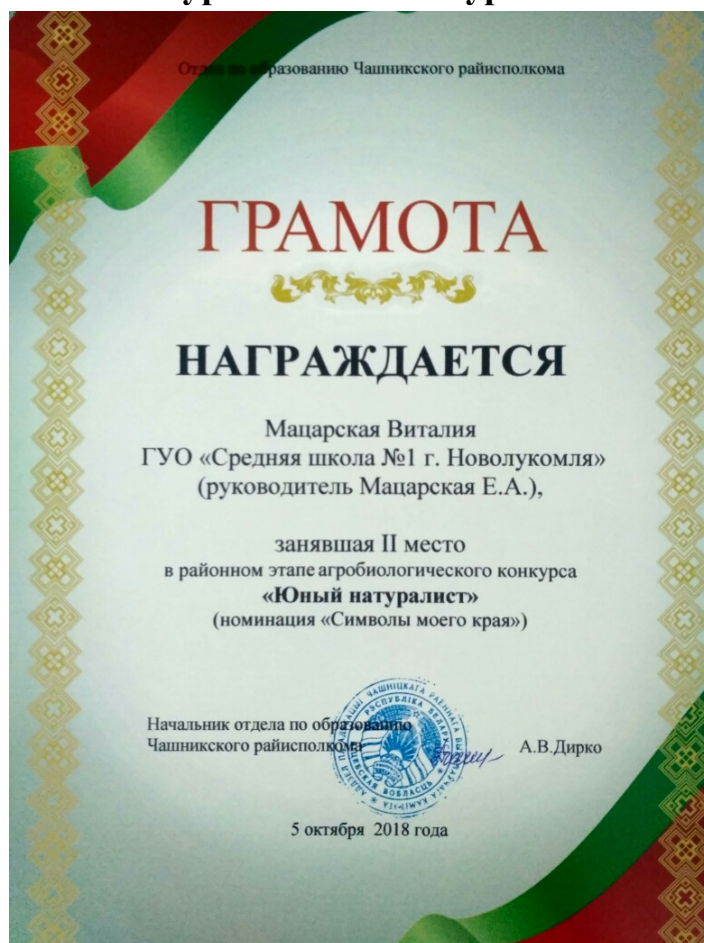 Отдел по образованию Чашникского райисполкома
ГРАМОТА
НАГРАЖДАЕТСЯ
Мацарская Виталия
ГУО «Средняя школа №1 г. Новолукомля»
(руководитель Мацарская Е.А.),
занявшая II место
в районном этапе агробиологического конкурса
«Юный натуралист»
(номинация «Символы моего края»)
Начальник отдела по образованию
Чашникского райисполкома
А.В.Дирко
РЭСПУБЛІКА БЕЛАРУСЬ
5 октября 2018 года